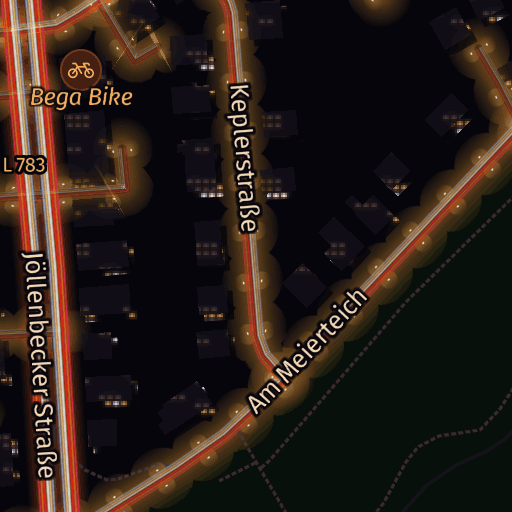 Bega Bike
Keplerstraße
L 783
Jöllenbecker Straße
Am Meierteich